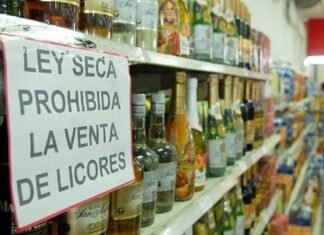 LEY SECA
PROHIBIDA
LA VENTA
DE LICORES